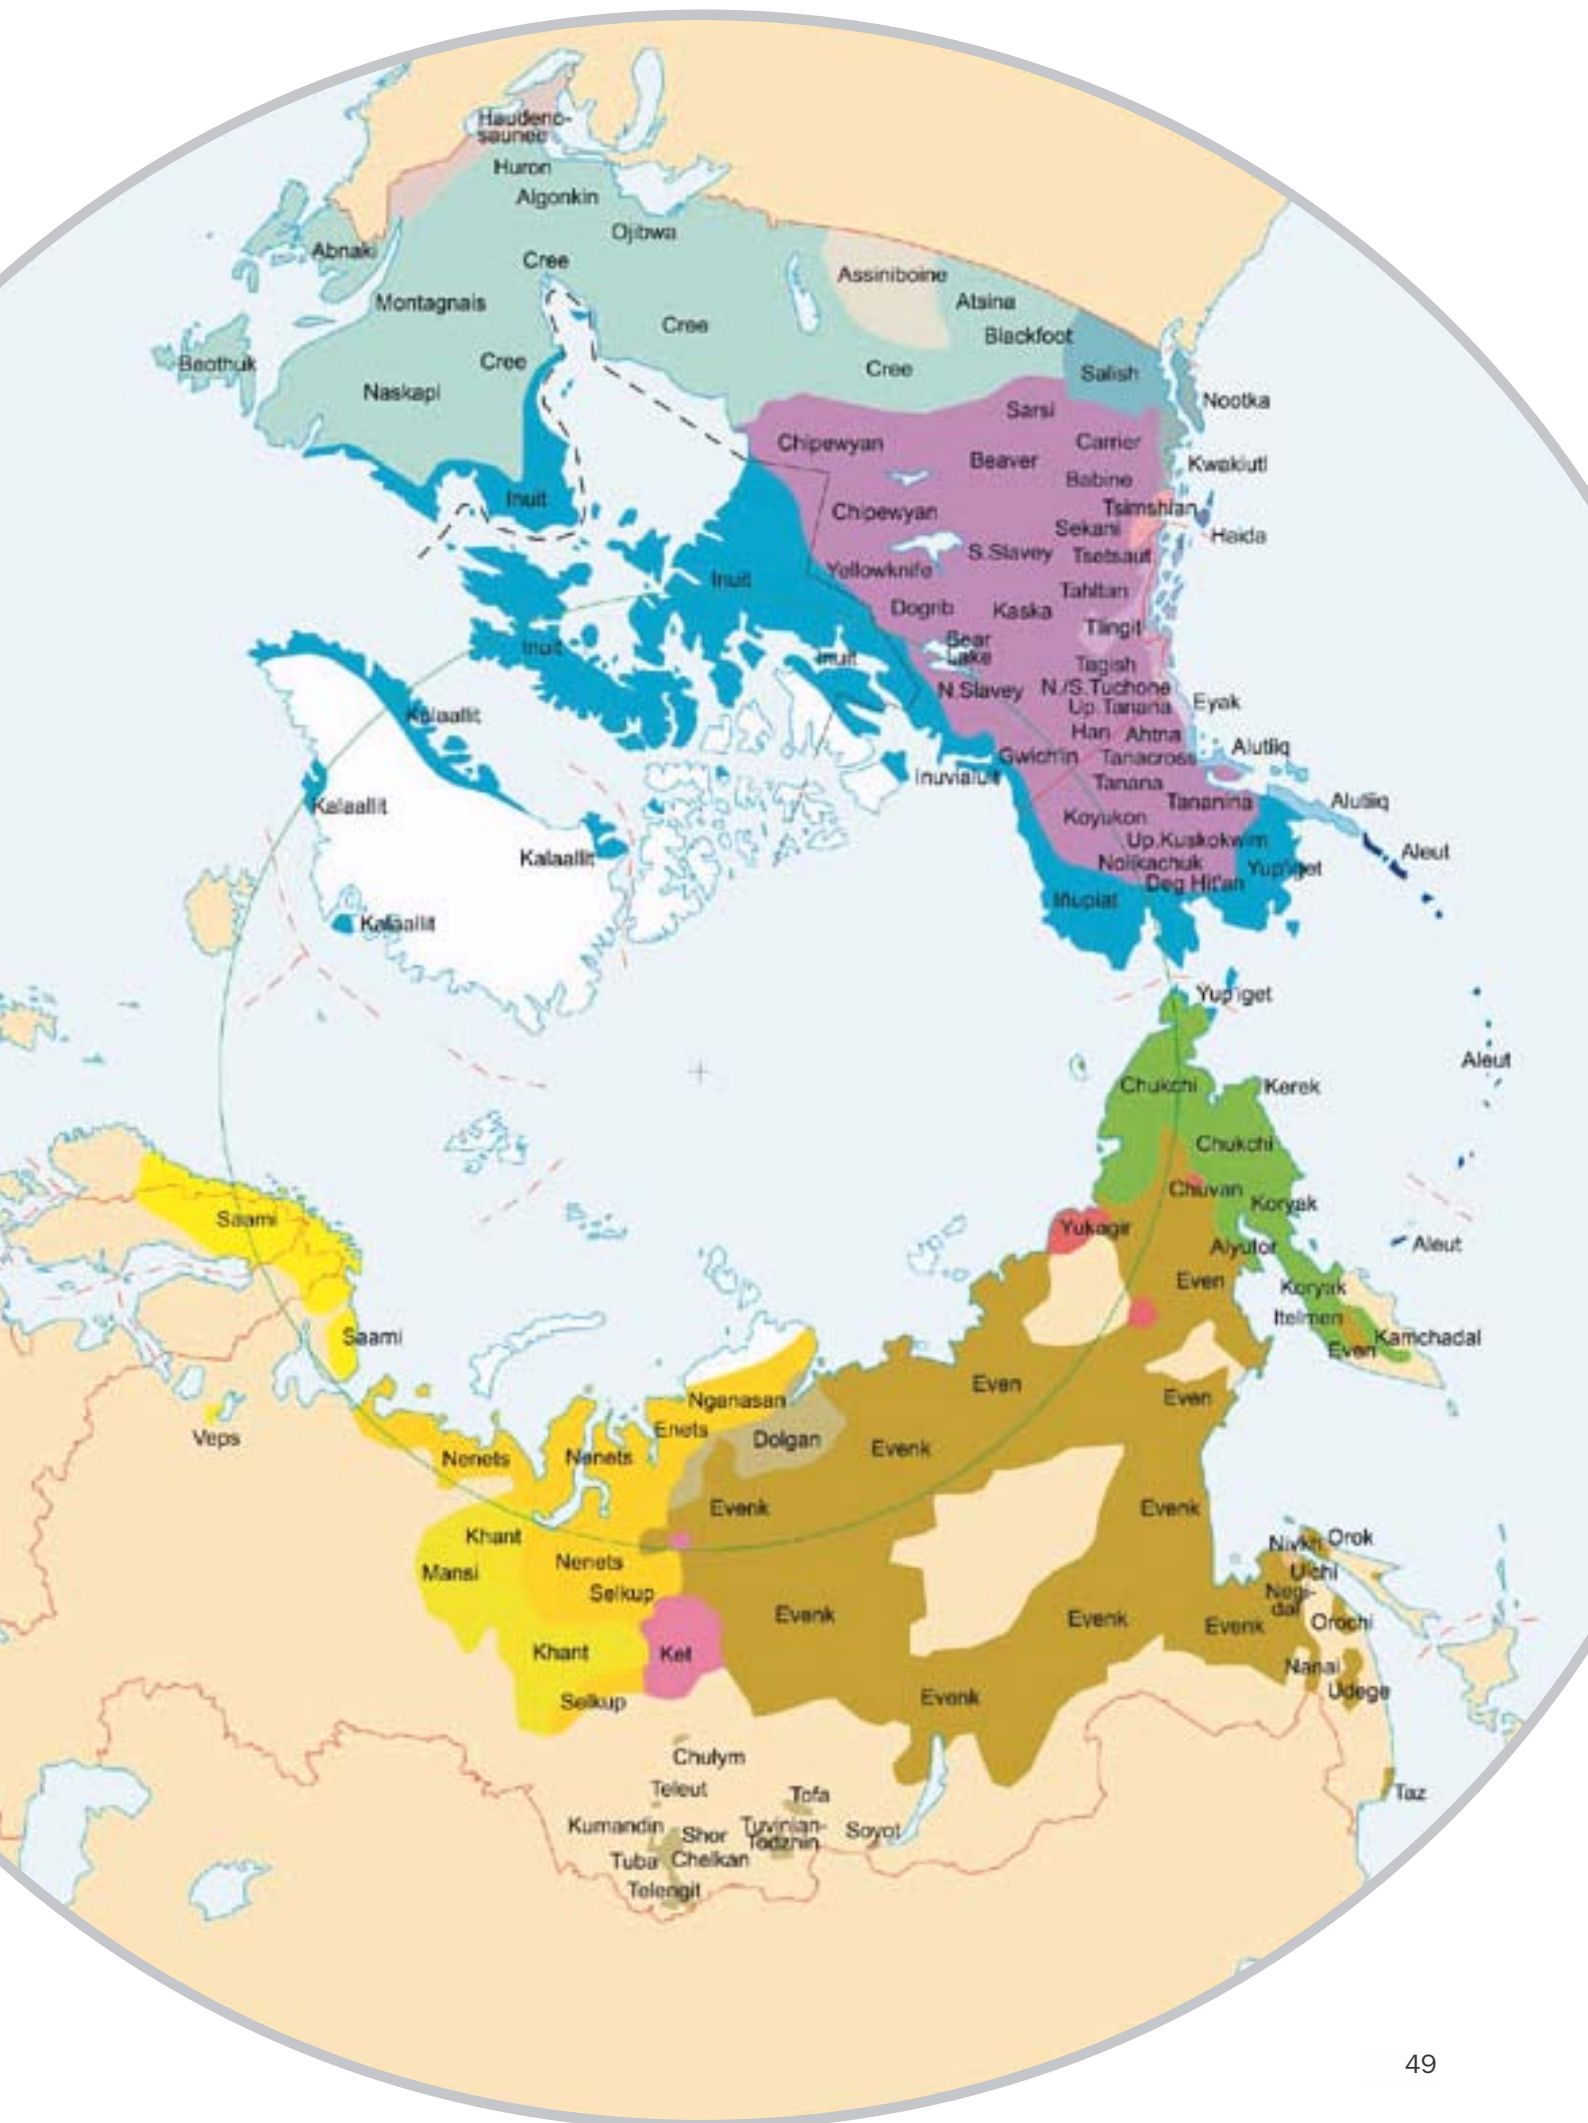 Haudeno-
saunee
Huron
Algonkin
Ojibwa
Abnaki
Cree
Assiniboine
Montagnais
Atsina
Cree
Blackfoot
Beothuk
Cree
Cree
Salish
Naskapi
Nootka
Sarsi
Chipewyan
Carrier
Beaver
Kwakiutl
Babine
Inuit
Tsimshian
Chipewyan
Sekani
Haida
S.Slavey
Tsetsaut
Inuit
Yellowknife
Tahltan
Dogrib
Kaska
Tlingit
Bear
Lake
Inuit
Inuit
Tagish
N.Slavey
N./S.Tuchone
Up.Tanana
Eyak
Kalaallit
Han
Ahtna
Alutiiq
Gwich'in
Tanacross
Inuvialuit
Tanana
Kalaallit
Tananina
Alutiiq
Koyukon
Up.Kuskokwim
Aleut
Kalaallit
Holikachuk
Yup'iget
Deg Hit'an
Iñupiat
Kalaallit
Yup'iget
Aleut
Chukchi
Kerek
Chukchi
Chuvan
Koryak
Saami
Yukagir
Alyutor
Aleut
Even
Koryak
Itelmen
Saami
Kamchadal
Even
Even
Even
Nganasan
Enets
Veps
Dolgan
Evenk
Nenets
Nenets
Evenk
Evenk
Khant
Nivkh
Orok
Nenets
Mansi
Ulchi
Selkup
Negi-
dal
Evenk
Evenk
Evenk
Orochi
Khant
Ket
Nanai
Udege
Selkup
Evenk
Chulym
Teleut
Tofa
Taz
Kumandin
Shor
Tuvinian-
Todzhin
Soyot
Tuba
Chelkan
Telengit
49